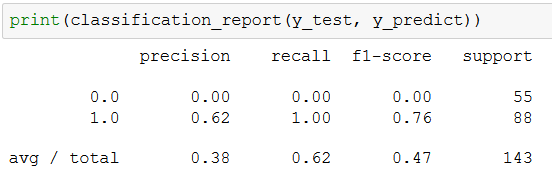 print(classification_report(y_test, y_predict))
precision recall f1-score support
0.0 0.00 0.00 0.00 55
1.0 0.62 1.00 0.76 88
avg / total 0.38 0.62 0.47 143